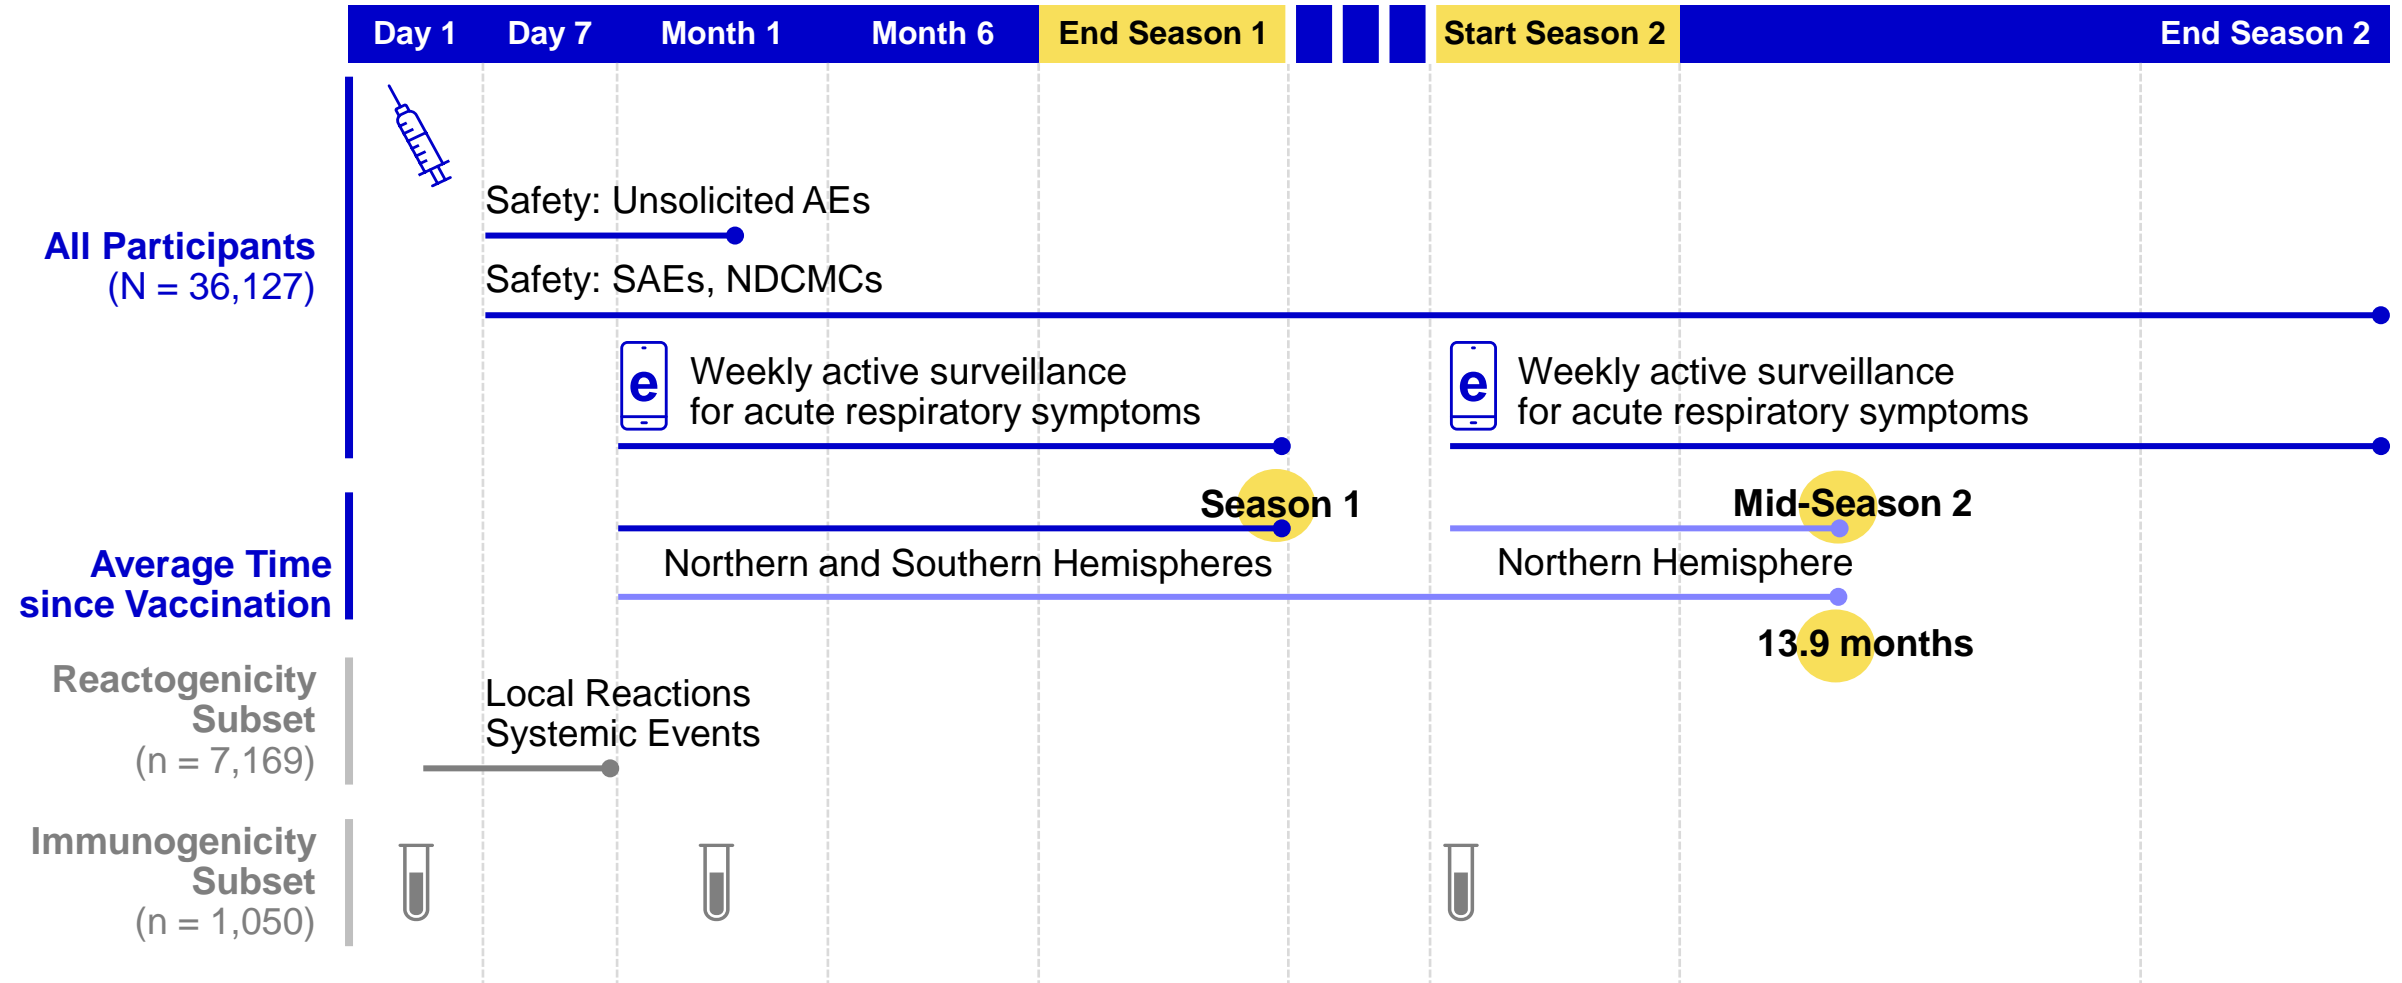 Day 1 Day 7 Month 1 Month 6 End Season 1 Start Season 2 End Season 2
All Participants
(N = 36,127)
Safety: Unsolicited AEs
Safety: SAEs, NDCMCs
e
Weekly active surveillance
for acute respiratory symptoms
e
Weekly active surveillance
for acute respiratory symptoms
Average Time
since Vaccination
Season 1
Northern and Southern Hemispheres
Mid-Season 2
Northern Hemisphere
13.9 months
Reactogenicity
Subset
(n = 7,169)
Local Reactions
Systemic Events
Immunogenicity
Subset
(n = 1,050)